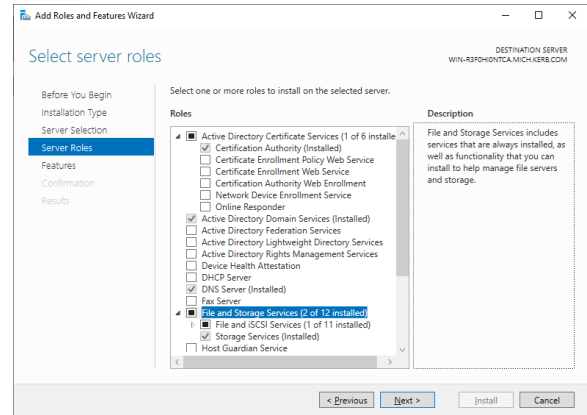 Add Roles and Features Wizard
Select server roles
DESTINATION SERVER
WIN-R3F0HI0NTCA.MICH.KERB.COM
Before You Begin
Installation Type
Server Selection
Server Roles
Features
Confirmation
Results
Select one or more roles to install on the selected server.
Roles
Active Directory Certificate Services (1 of 6 installe
Certification Authority (Installed)
Certificate Enrollment Policy Web Service
Certificate Enrollment Web Service
Certification Authority Web Enrollment
Network Device Enrollment Service
Online Responder
Active Directory Domain Services (Installed)
Active Directory Federation Services
Active Directory Lightweight Directory Services
Active Directory Rights Management Services
Device Health Attestation
DHCP Server
DNS Server (Installed)
Fax Server
File and Storage Services (2 of 12 installed)
File and iSCSI Services (1 of 11 installed)
Storage Services (Installed)
Host Guardian Service
Description
File and Storage Services includes
services that are always installed, as
well as functionality that you can
install to help manage file servers
and storage.
< Previous
Next >
Install
Cancel